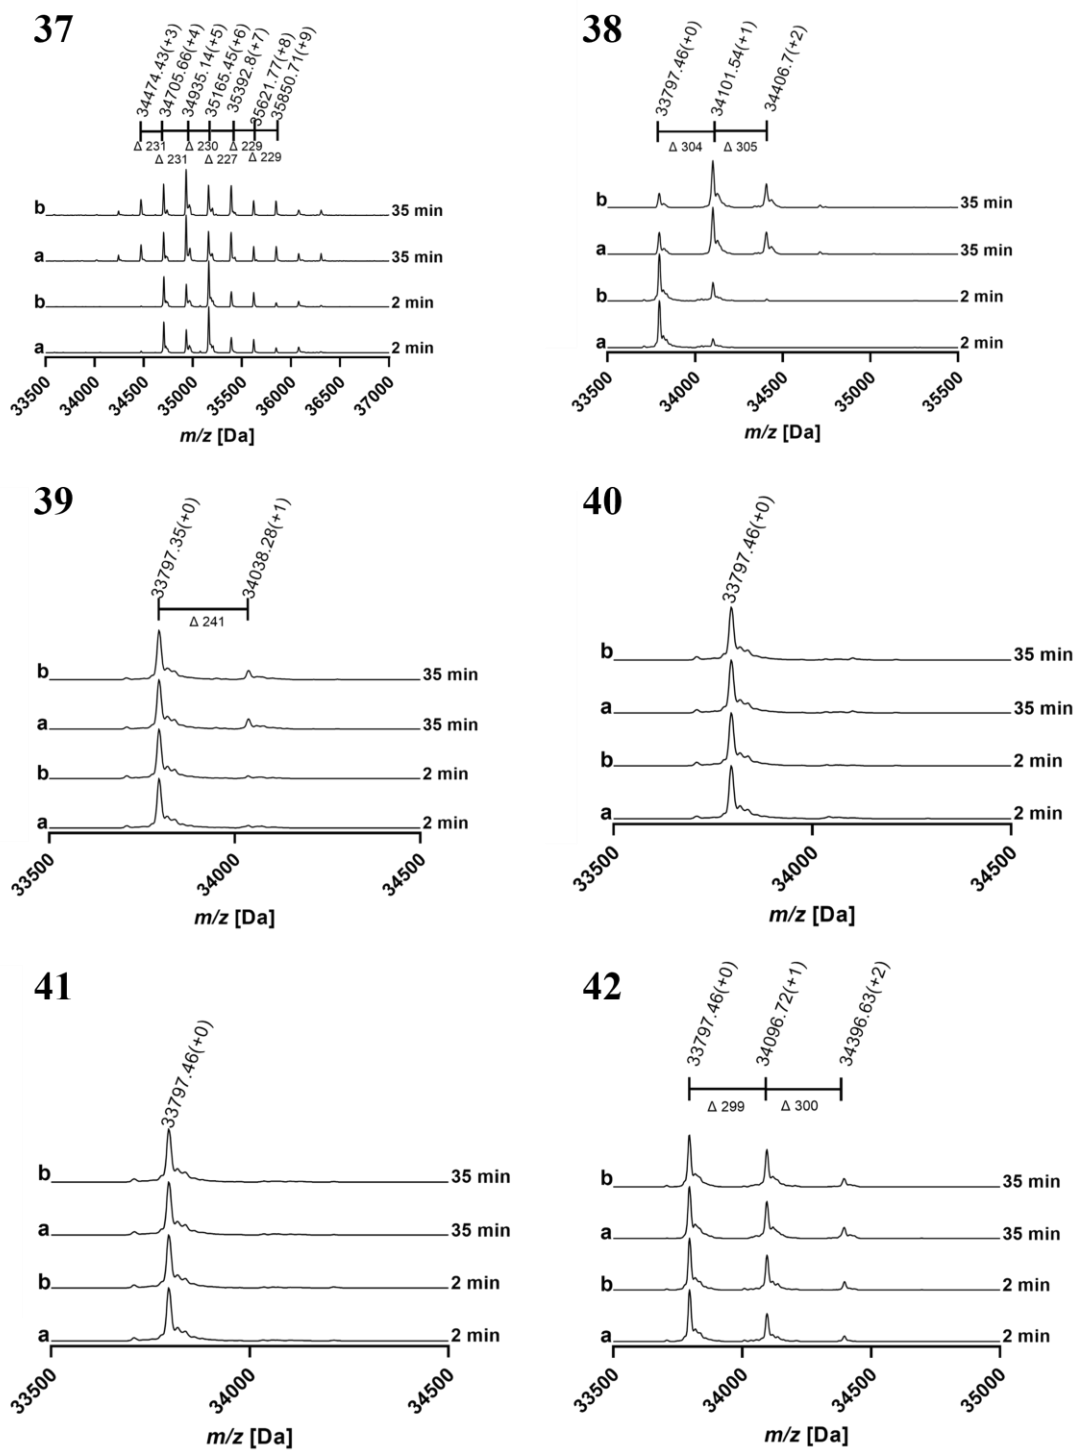 37
34474.43(+3)
34705.66(+4)
34935.14(+5)
35165.45(+6)
35392.8(+7)
35621.77(+8)
35850.71(+9)
Δ 231
Δ 230
Δ 229
Δ 231
Δ 227
Δ 229
b 35 min
a 35 min
b 2 min
a 2 min
33500 34000 34500 35000 35500 36000 36500 37000
m/z [Da]
38
33797.46(+0)
34101.54(+1)
34406.7(+2)
Δ 304
Δ 305
b 35 min
a 35 min
b 2 min
a 2 min
33500 34000 34500 35000 35500
m/z [Da]
39
33797.35(+0)
34038.28(+1)
Δ 241
b 35 min
a 35 min
b 2 min
a 2 min
33500 34000 34500
m/z [Da]
40
33797.46(+0)
b 35 min
a 35 min
b 2 min
a 2 min
33500 34000 34500
m/z [Da]
41
33797.46(+0)
b 35 min
a 35 min
b 2 min
a 2 min
33500 34000 34500
m/z [Da]
42
33797.46(+0)
34096.72(+1)
34396.63(+2)
Δ 299
Δ 300
b 35 min
a 35 min
b 2 min
a 2 min
33500 34000 34500 35000
m/z [Da]